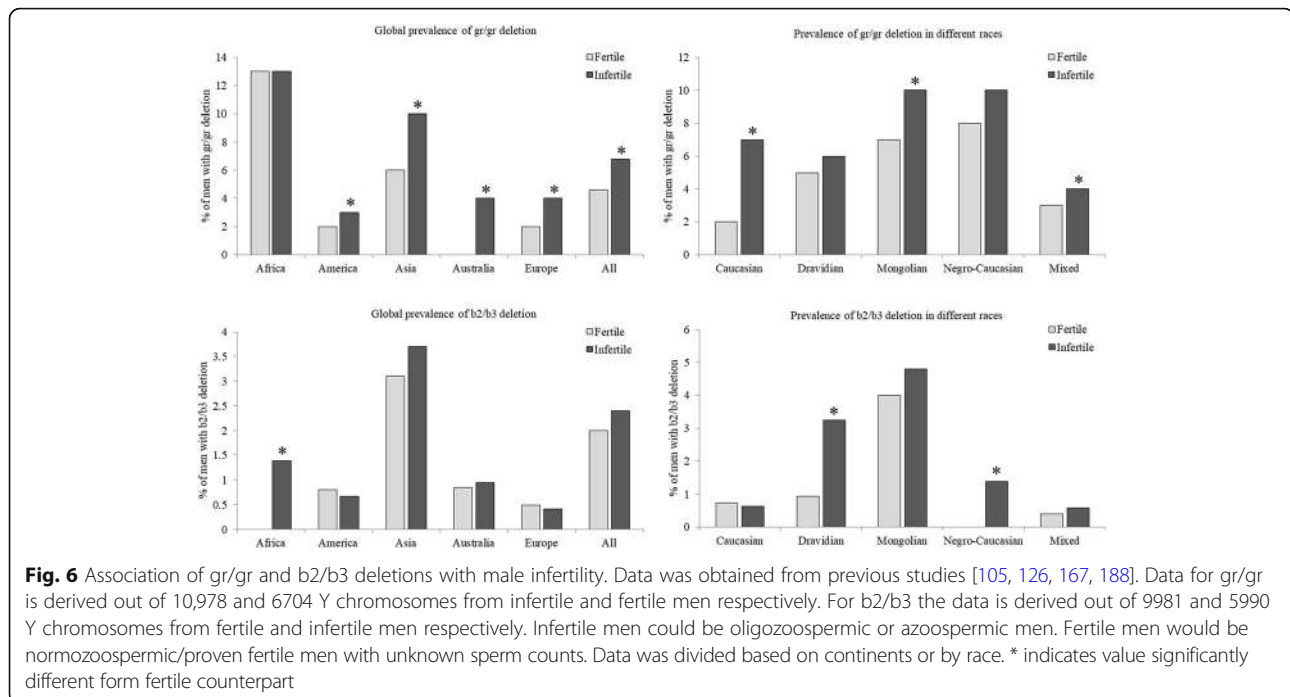 Global prevalence of gr/gr deletion
% of men with gr/gr deletion
14
12
10
8
6
4
2
0
Fertile
Infertile
*
*
*
*
*
Africa America Asia Australia Europe All
Prevalence of gr/gr deletion in different races
% of men with gr/gr deletion
12
10
8
6
4
2
0
Fertile
Infertile
*
*
*
Caucasian Dravidian Mongolian Negro-Caucasian Mixed
Global prevalence of b2/b3 deletion
% of men with b2/b3 deletion
4
3.5
3
2.5
2
1.5
1
0.5
0
Fertile
Infertile
*
Africa America Asia Australia Europe All
Prevalence of b2/b3 deletion in different races
% of men with b2/b3 deletion
6
5
4
3
2
1
0
Fertile
Infertile
*
*
Caucasian Dravidian Mongolian Negro-Caucasian Mixed
Fig. 6 Association of gr/gr and b2/b3 deletions with male infertility. Data was obtained from previous studies [105, 126, 167, 188]. Data for gr/gr
is derived out of 10,978 and 6704 Y chromosomes from infertile and fertile men respectively. For b2/b3 the data is derived out of 9981 and 5990
Y chromosomes from fertile and infertile men respectively. Infertile men could be oligozoospermic or azoospermic men. Fertile men would be
normozoospermic/proven fertile men with unknown sperm counts. Data was divided based on continents or by race. * indicates value significantly
different form fertile counterpart